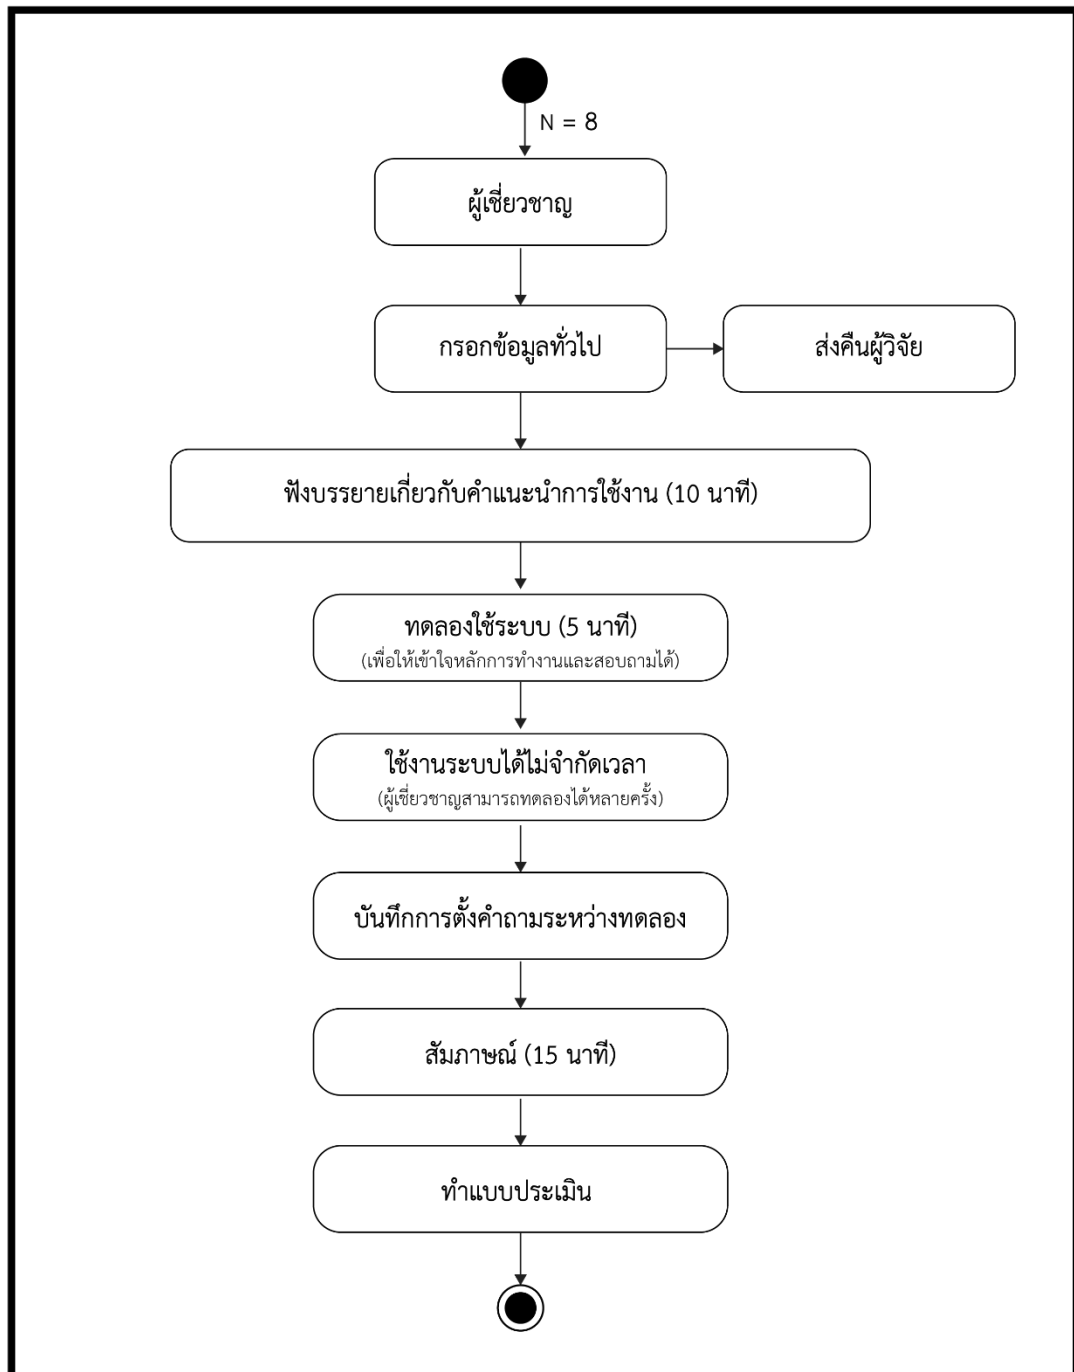 N = 8
ผู้เชี่ยวชาญ
กรอกข้อมูลทั่วไป
ส่งคืนผู้วิจัย
ฟังบรรยายเกี่ยวกับคำแนะนำการใช้งาน (10 นาที)
ทดลองใช้ระบบ (5 นาที)
(เพื่อให้เข้าใจหลักการทำงานและสอบถามได้)
ใช้งานระบบได้ไม่จำกัดเวลา
(ผู้เชี่ยวชาญสามารถทดลองได้หลายครั้ง)
บันทึกการตั้งคำถามระหว่างทดลอง
สัมภาษณ์ (15 นาที)
ทำแบบประเมิน